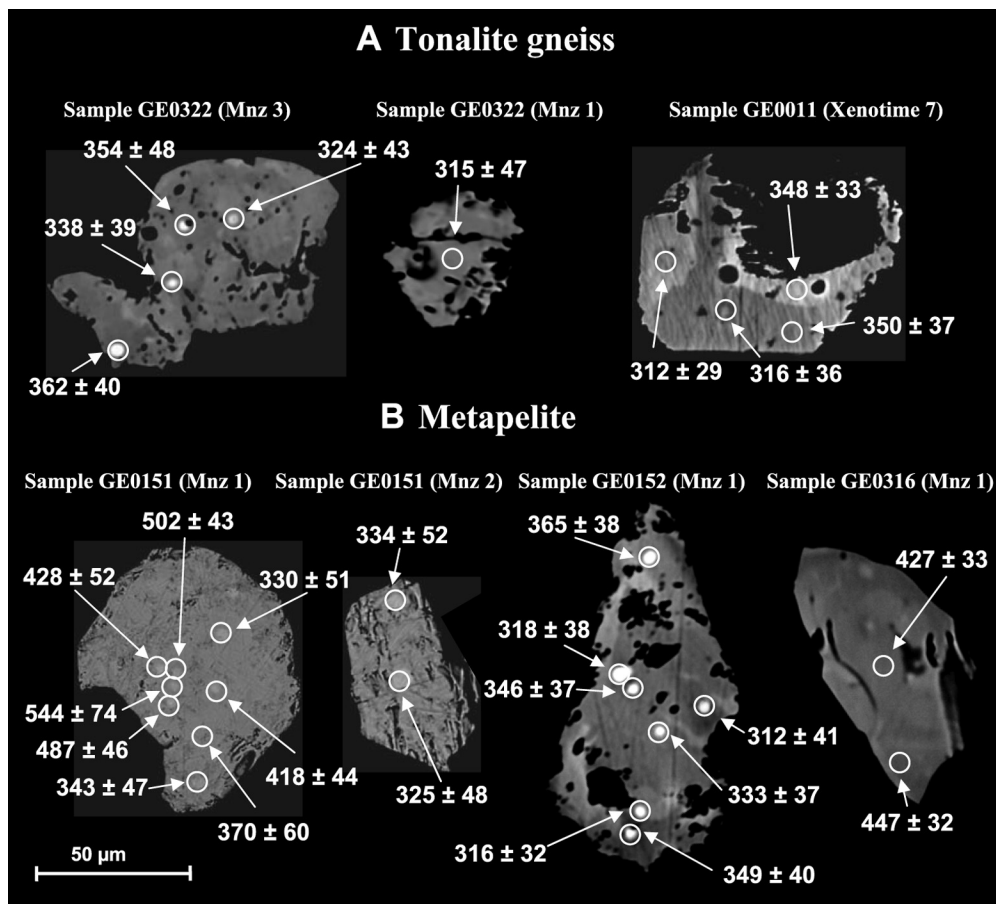 A Tonalite gneiss
Sample GE0322 (Mnz 3)
Sample GE0322 (Mnz 1)
Sample GE0011 (Xenotime 7)
354 ± 48
324 ± 43
338 ± 39
362 ± 40
315 ± 47
348 ± 33
350 ± 37
312 ± 29
316 ± 36
B Metapelite
Sample GE0151 (Mnz 1)
Sample GE0151 (Mnz 2)
Sample GE0152 (Mnz 1)
Sample GE0316 (Mnz 1)
502 ± 43
428 ± 52
330 ± 51
544 ± 74
487 ± 46
343 ± 47
418 ± 44
370 ± 60
334 ± 52
325 ± 48
365 ± 38
318 ± 38
346 ± 37
312 ± 41
333 ± 37
316 ± 32
349 ± 40
427 ± 33
447 ± 32
50 µm